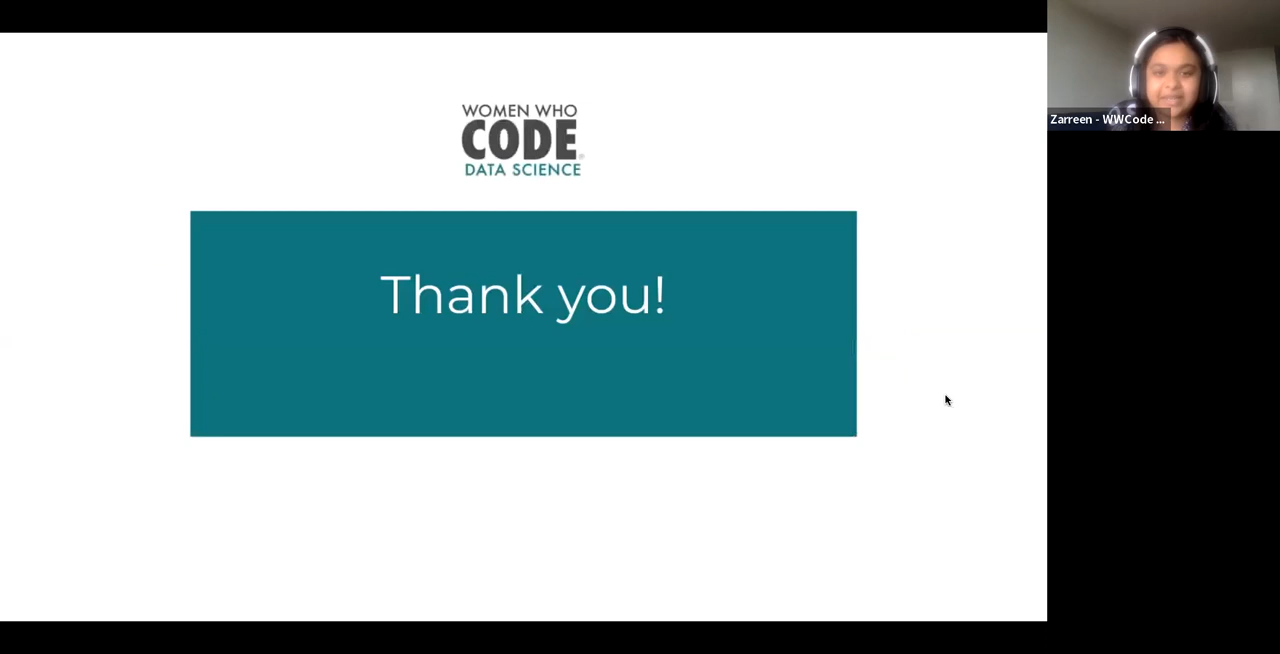 WOMEN WHO
CODE
DATA SCIENCE
Thank you!
Zarreen - WWCode ...